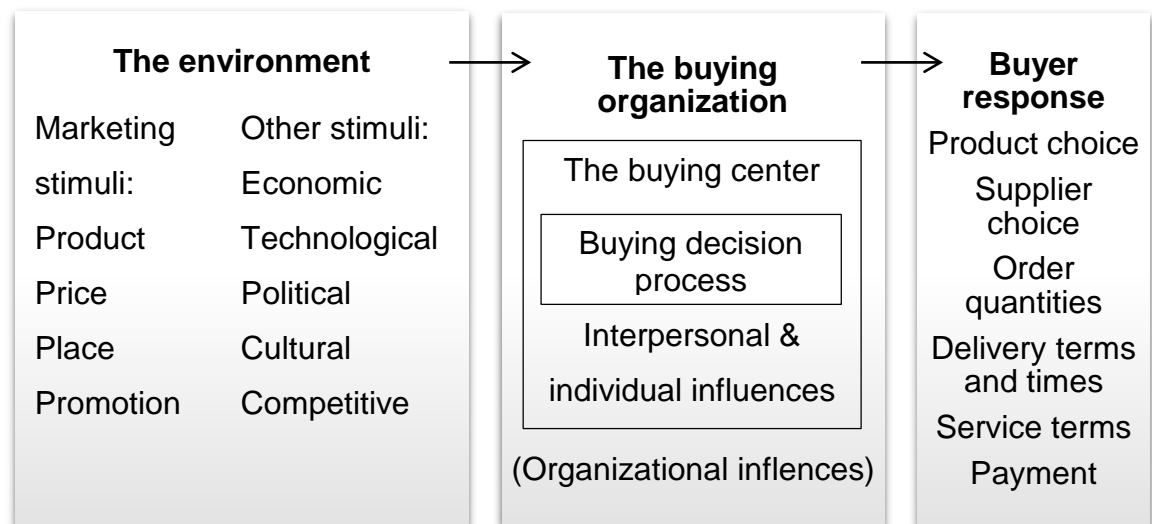 The environment
Marketing
stimuli:
Product
Price
Place
Promotion
Other stimuli:
Economic
Technological
Political
Cultural
Competitive
The buying
organization
The buying center
Buying decision
process
Interpersonal &
individual influences
(Organizational inflences)
Buyer
response
Product choice
Supplier
choice
Order
quantities
Delivery terms
and times
Service terms
Payment